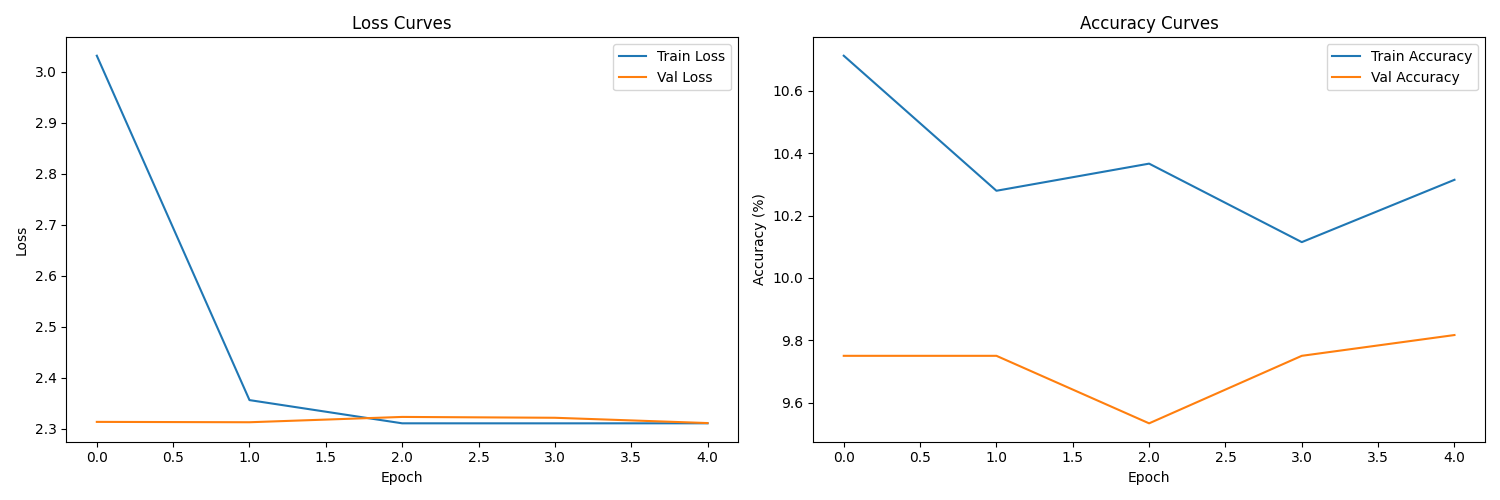 Loss Curves
Train Loss
Val Loss
3.0
2.9
2.8
2.7
2.6
2.5
2.4
2.3
Loss
0.0 0.5 1.0 1.5 2.0 2.5 3.0 3.5 4.0
Epoch
Accuracy Curves
Train Accuracy
Val Accuracy
10.6
10.4
10.2
10.0
9.8
9.6
Accuracy (%)
0.0 0.5 1.0 1.5 2.0 2.5 3.0 3.5 4.0
Epoch